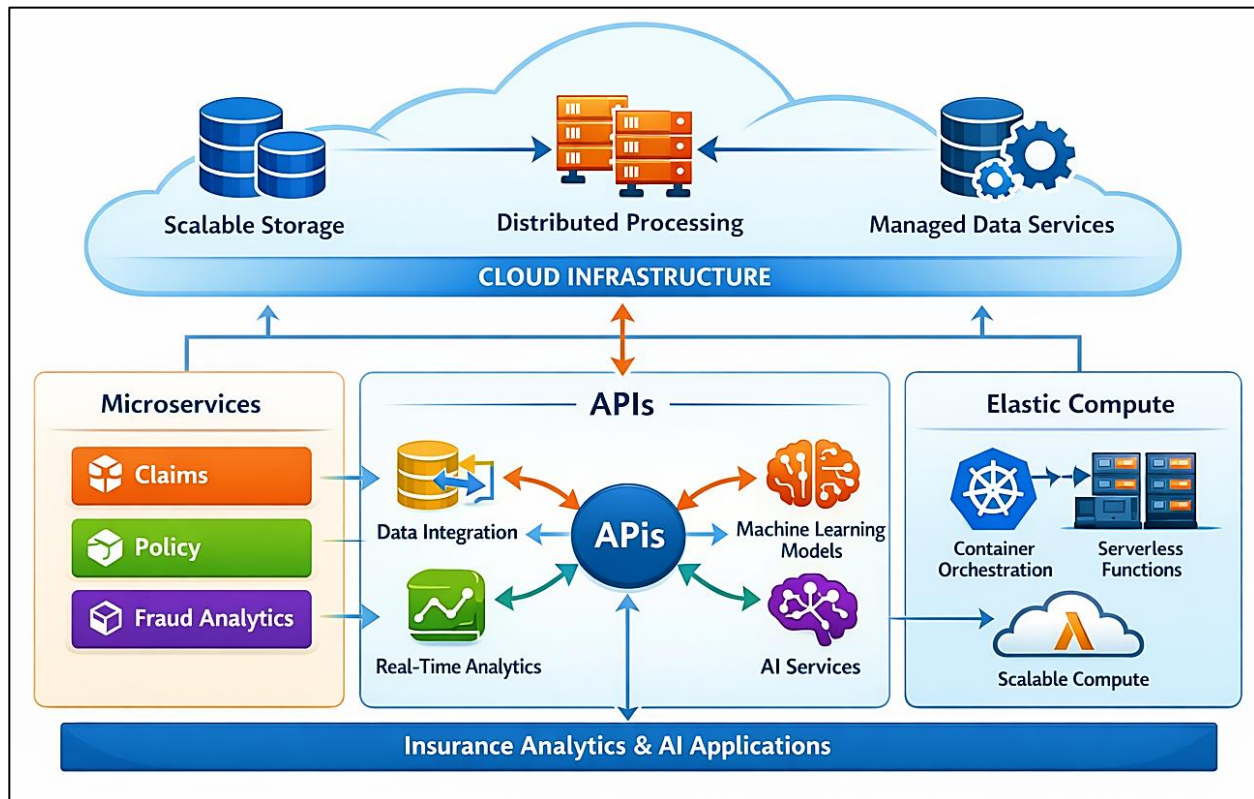 Scalable Storage
Distributed Processing
Managed Data Services
CLOUD INFRASTRUCTURE
Microservices
Claims
Policy
Fraud Analytics
APIs
Data Integration
APis
Machine Learning
Models
Real-Time Analytics
AI Services
Elastic Compute
Container
Orchestration
Serverless
Functions
Scalable Compute
Insurance Analytics & AI Applications